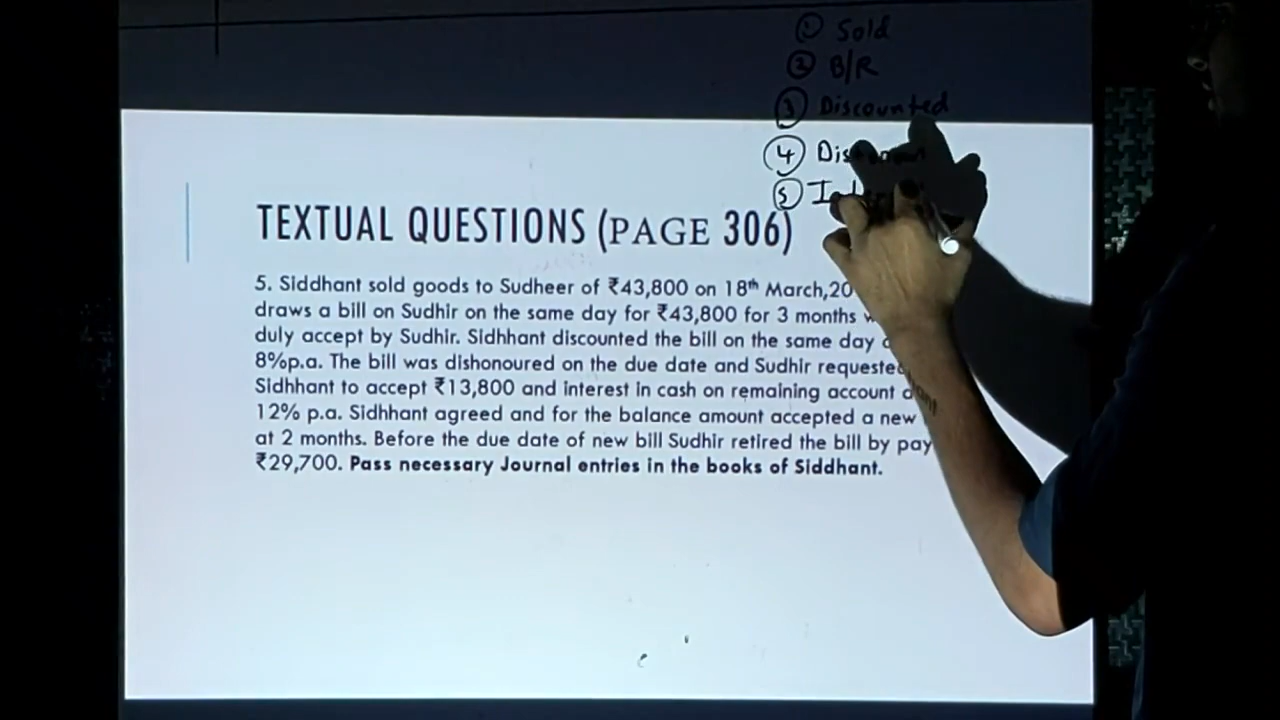 ① Sold
② B/R
③ Discounted
④
⑤
TEXTUAL QUESTIONS (PAGE 306)
5. Siddhant sold goods to Sudheer of ₹43,800 on 18th March,20
draws a bill on Sudhir on the same day for ₹43,800 for 3 months
duly accept by Sudhir. Sidhhant discounted the bill on the same day
8%p.a. The bill was dishonoured on the due date and Sudhir requested
Sidhhant to accept ₹13,800 and interest in cash on remaining account
12% p.a. Sidhhant agreed and for the balance amount accepted a new
at 2 months. Before the due date of new bill Sudhir retired the bill by pay
₹29,700. Pass necessary Journal entries in the books of Siddhant.